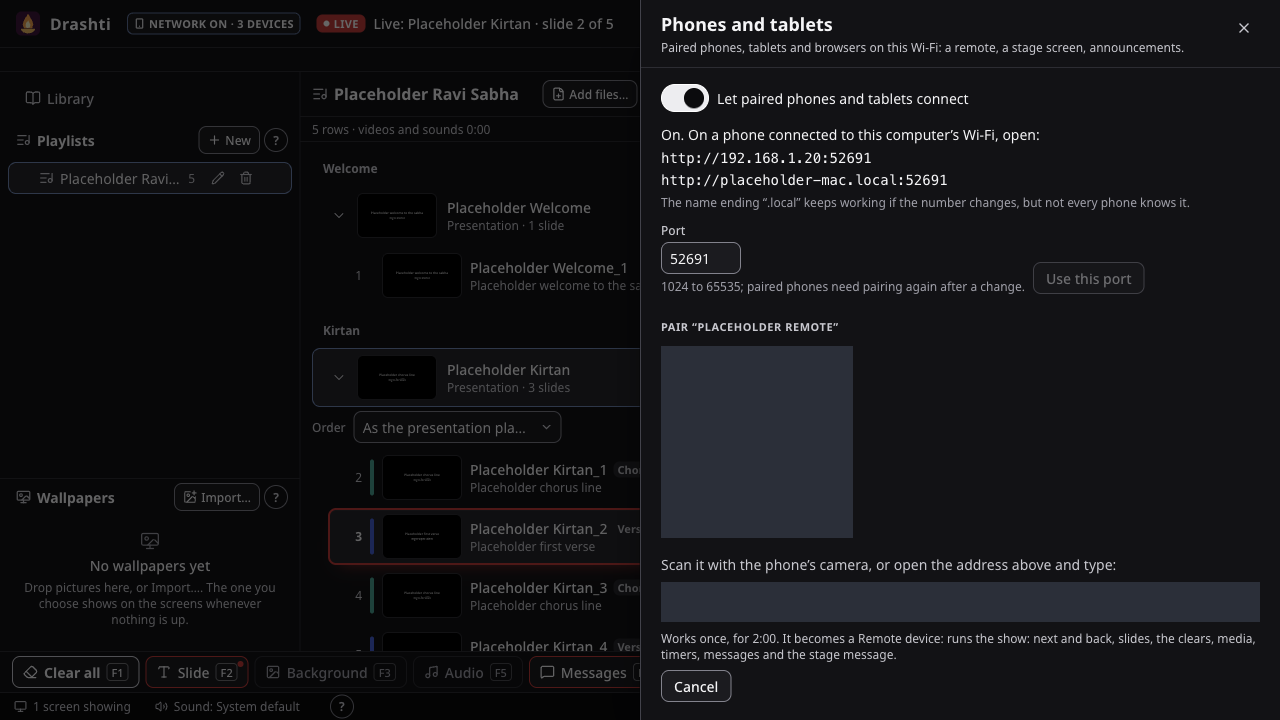 Drashti
NETWORK ON · 3 DEVICES
LIVE
Live: Placeholder Kirtan · slide 2 of 5
Library
Playlists
New
?
Placeholder Ravi... 5
Wallpapers
Import...
?
No wallpapers yet
Drop pictures here, or Import.... The one you
choose shows on the screens whenever
nothing is up.
Placeholder Ravi Sabha
Add files...
5 rows · videos and sounds 0:00
Welcome
Placeholder Welcome
Presentation · 1 slide
1
Placeholder Welcome_1
Placeholder welcome to the sa
Kirtan
Placeholder Kirtan
Presentation · 3 slides
Order
As the presentation pla...
2
Placeholder Kirtan_1 Chor
Placeholder chorus line
3
Placeholder Kirtan_2 Vers
Placeholder first verse
4
Placeholder Kirtan_3 Chor
Placeholder chorus line
Placeholder Kirtan_4 Vers
Clear all F1
Slide F2
Background F3
Audio F5
Messages
1 screen showing
Sound: System default
?
Phones and tablets
Paired phones, tablets and browsers on this Wi-Fi: a remote, a stage screen, announcements.
Let paired phones and tablets connect
On. On a phone connected to this computer’s Wi-Fi, open:
http://192.168.1.20:52691
http://placeholder-mac.local:52691
The name ending “.local” keeps working if the number changes, but not every phone knows it.
Port
52691
1024 to 65535; paired phones need pairing again after a change.
Use this port
PAIR “PLACEHOLDER REMOTE”
Scan it with the phone’s camera, or open the address above and type:
Works once, for 2:00. It becomes a Remote device: runs the show: next and back, slides, the clears, media,
timers, messages and the stage message.
Cancel